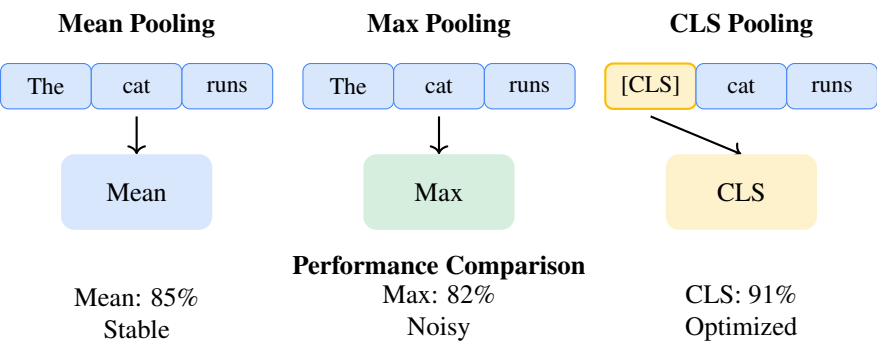 Mean Pooling
Max Pooling
CLS Pooling
The cat runs
The cat runs
[CLS] cat runs
Mean
Max
CLS
Performance Comparison
Mean: 85%
Stable
Max: 82%
Noisy
CLS: 91%
Optimized